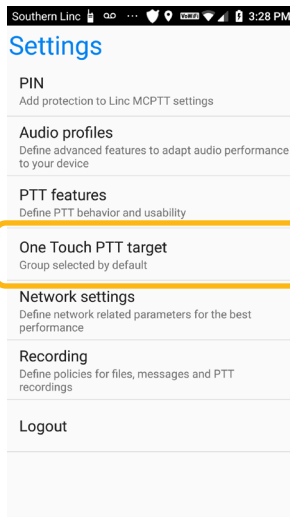 Southern Linc 3:28 PM
Settings
PIN
Add protection to Linc MCPTT settings
Audio profiles
Define advanced features to adapt audio performance
to your device
PTT features
Define PTT behavior and usability
One Touch PTT target
Group selected by default
Network settings
Define network related parameters for the best
performance
Recording
Define policies for files, messages and PTT
recordings
Logout